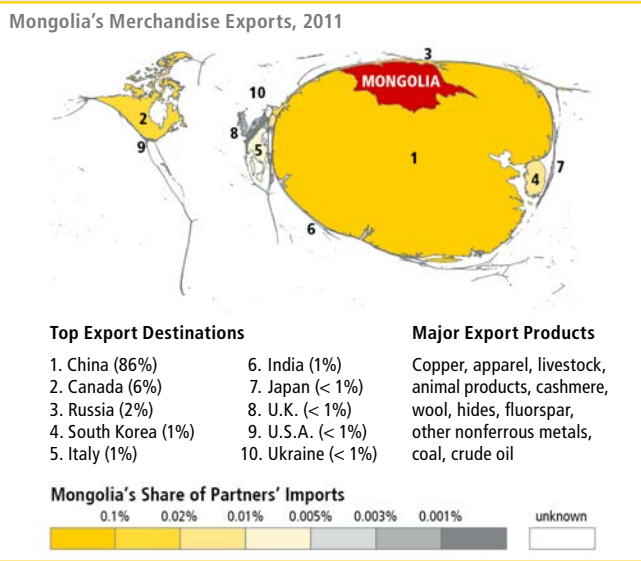 Mongolia's Merchandise Exports, 2011
3
MONGOLIA
10
2
8
9
5
1
7
4
6
Top Export Destinations
1. China (86%)
2. Canada (6%)
3. Russia (2%)
4. South Korea (1%)
5. Italy (1%)
6. India (1%)
7. Japan (< 1%)
8. U.K. (< 1%)
9. U.S.A. (< 1%)
10. Ukraine (< 1%)
Major Export Products
Copper, apparel, livestock,
animal products, cashmere,
wool, hides, fluorspar,
other nonferrous metals,
coal, crude oil
Mongolia's Share of Partners' Imports
0.1% 0.02% 0.01% 0.005% 0.003% 0.001% unknown